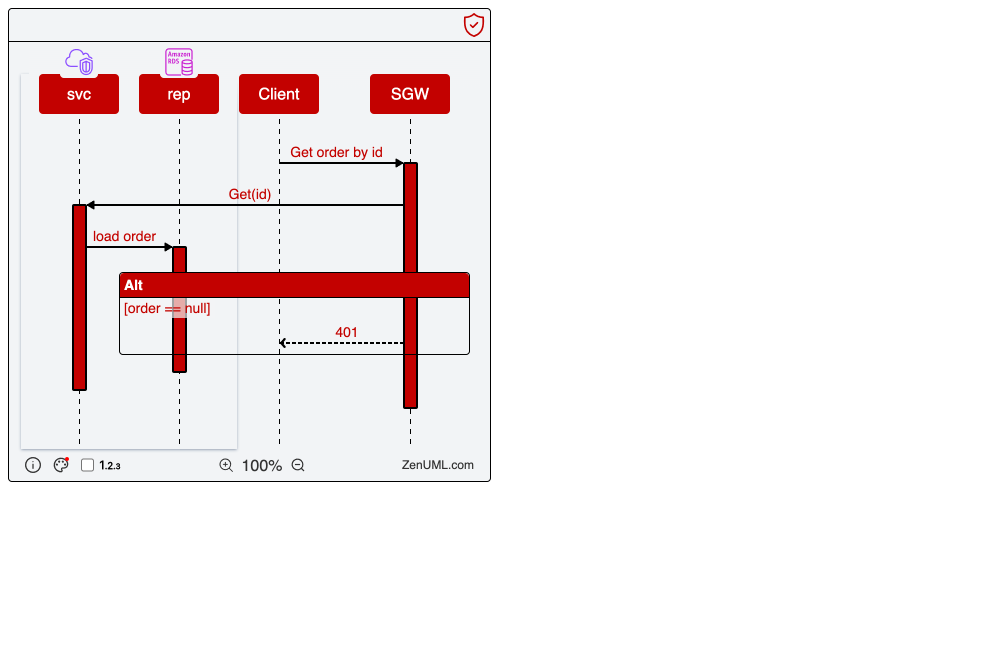 Amazon
RDS
svc
rep
Client
SGW
Get order by id
Get(id)
load order
Alt
[order == null]
401
1.2.3
100%
ZenUML.com